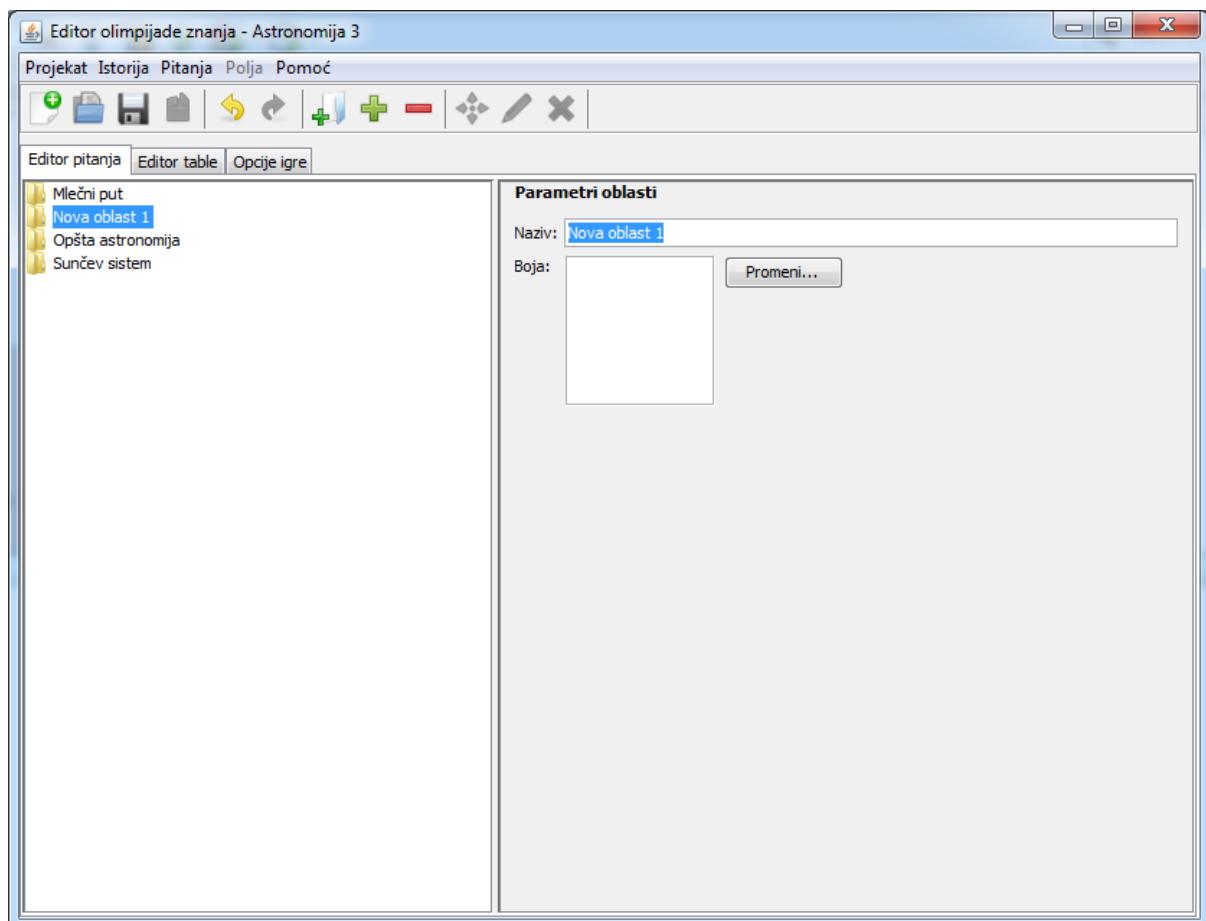 Editor olimpijade znanja - Astronomija 3
Projekat Istorija Pitanja Polja Pomoć
Editor pitanja Editor table Opcije igre
Mlečni put
Nova oblast 1
Opšta astronomija
Sunčev sistem
Parametri oblasti
Naziv: Nova oblast 1
Boja: Promeni...